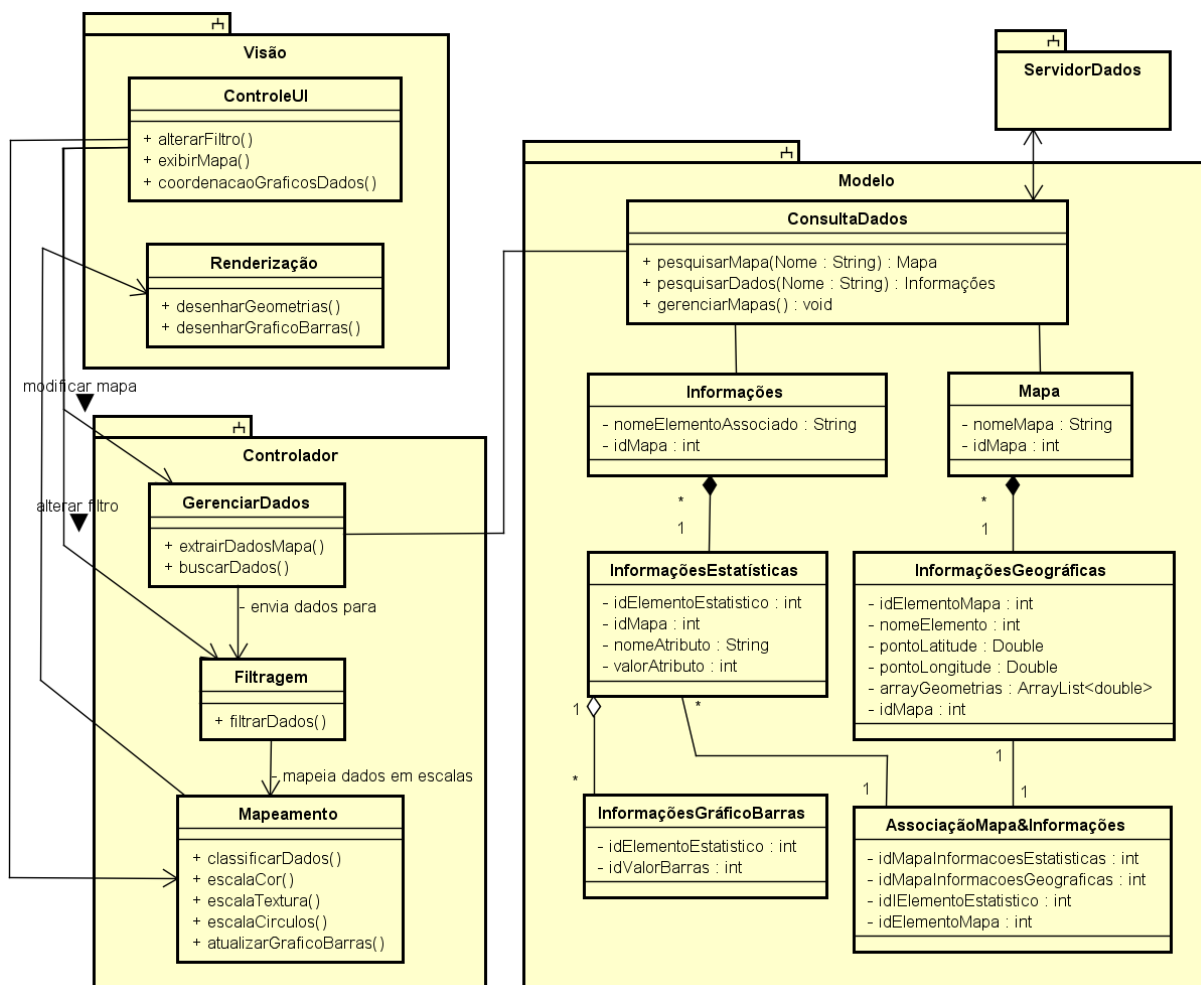 Visão
ControleUI
+ alterarFiltro()
+ exibirMapa()
+ coordenacaoGraficosDados()
Renderização
+ desenharGeometrias()
+ desenharGraficoBarras()
modificar mapa
alterar filtro
Controlador
GerenciarDados
+ extrairDadosMapa()
+ buscarDados()
- envia dados para
Filtragem
+ filtrarDados()
- mapeia dados em escalas
Mapeamento
+ classificarDados()
+ escalaCor()
+ escalaTextura()
+ escalaCirculos()
+ atualizarGraficoBarras()
ServidorDados
Modelo
ConsultaDados
+ pesquisarMapa(Nome : String) : Mapa
+ pesquisarDados(Nome : String) : Informações
+ gerenciarMapas() : void
Informações
- nomeElementoAssociado : String
- idMapa : int
Mapa
- nomeMapa : String
- idMapa : int
*
1
*
1
InformaçõesEstatísticas
- idElementoEstatistico : int
- idMapa : int
- nomeAtributo : String
- valorAtributo : int
InformaçõesGeográficas
- idElementoMapa : int
- nomeElemento : int
- pontoLatitude : Double
- pontoLongitude : Double
- arrayGeometrias : ArrayList<double>
- idMapa : int
1
*
*
1
1
1
InformaçõesGráficoBarras
- idElementoEstatistico : int
- idValorBarras : int
AssociaçãoMapa&Informações
- idMapaInformacoesEstatisticas : int
- idMapaInformacoesGeograficas : int
- idIElementoEstatistico : int
- idElementoMapa : int